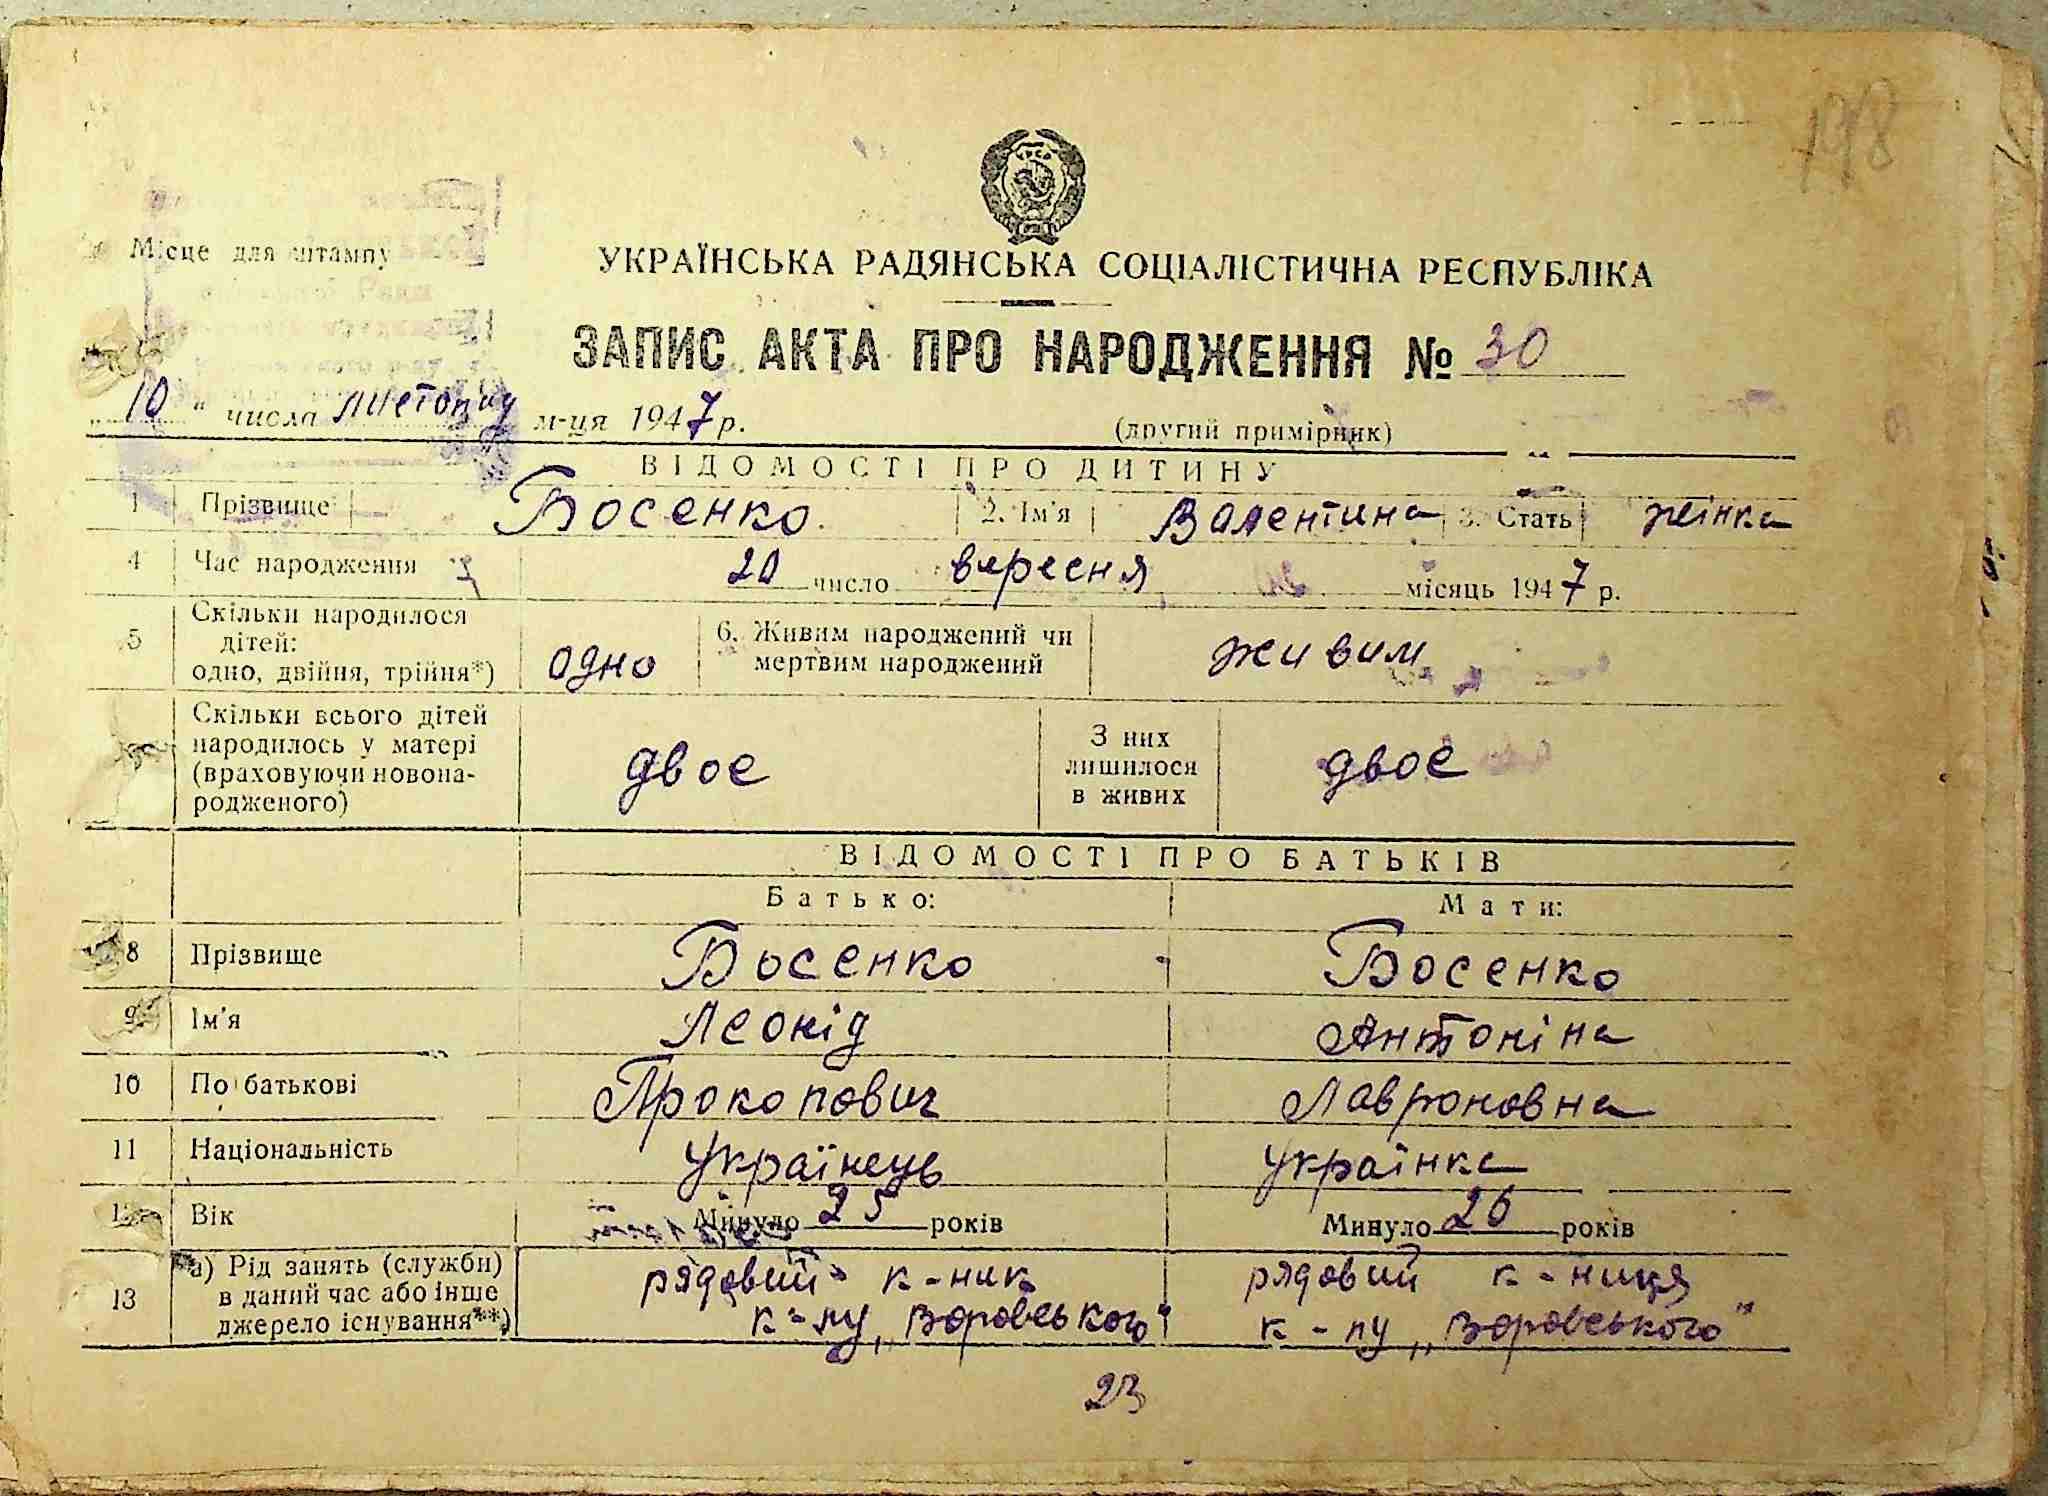 198
УРСР
Місце для штампу
УКРАЇНСЬКА РАДЯНСЬКА СОЦІАЛІСТИЧНА РЕСПУБЛІКА
ЗАПИС АКТА ПРО НАРОДЖЕННЯ № 30
„10" числа листопад м-ця 1947 р. (другий примірник)
ВІДОМОСТІ ПРО ДИТИНУ
1 Прізвище Босенко 2. Ім'я Валентина 3. Стать жінка
4 Час народження 20 число вересня місяць 1947 р.
5 Скільки народилося дітей: одно, двійня, трійня*) одно 6. Живим народжений чи мертвим народжений живим
Скільки всього дітей народилось у матері (враховуючи новонародженого) двоє З них лишилося в живих двоє
ВІДОМОСТІ ПРО БАТЬКІВ
Батько: Мати:
8 Прізвище Босенко Босенко
9 Ім'я Леонід Антоніна
10 По батькові Прокопович Лавроновна
11 Національність українець українка
12 Вік Минуло 25 років Минуло 26 років
13 а) Рід занять (служби) в даний час або інше джерело існування**) рядовий к-ник к-пу „Воровського" рядовий к-ниця к-пу „Воровського"
23